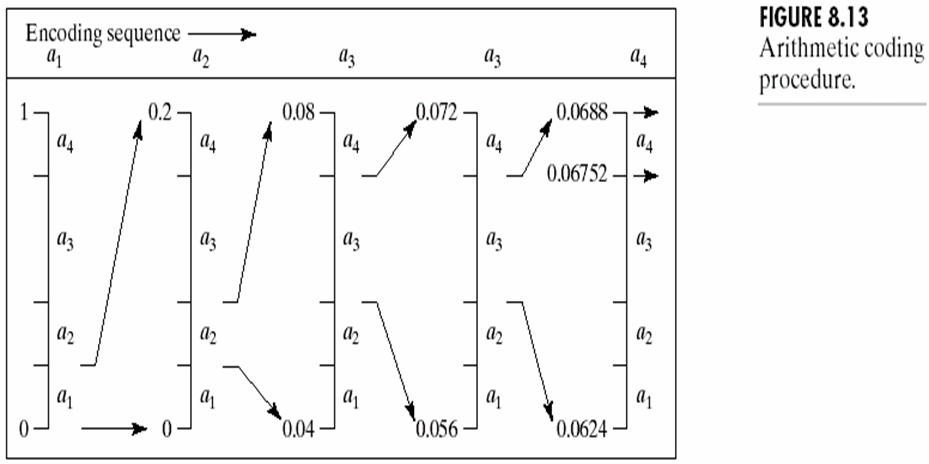 Encoding sequence
a1 a2 a3 a3 a4
1 0.2 0.08 0.072 0.0688
a4 a4 a4 a4 a4
0.06752
a3 a3 a3 a3 a3
a2 a2 a2 a2 a2
a1 a1 a1 a1 a1
0 0 0.04 0.056 0.0624
FIGURE 8.13
Arithmetic coding
procedure.